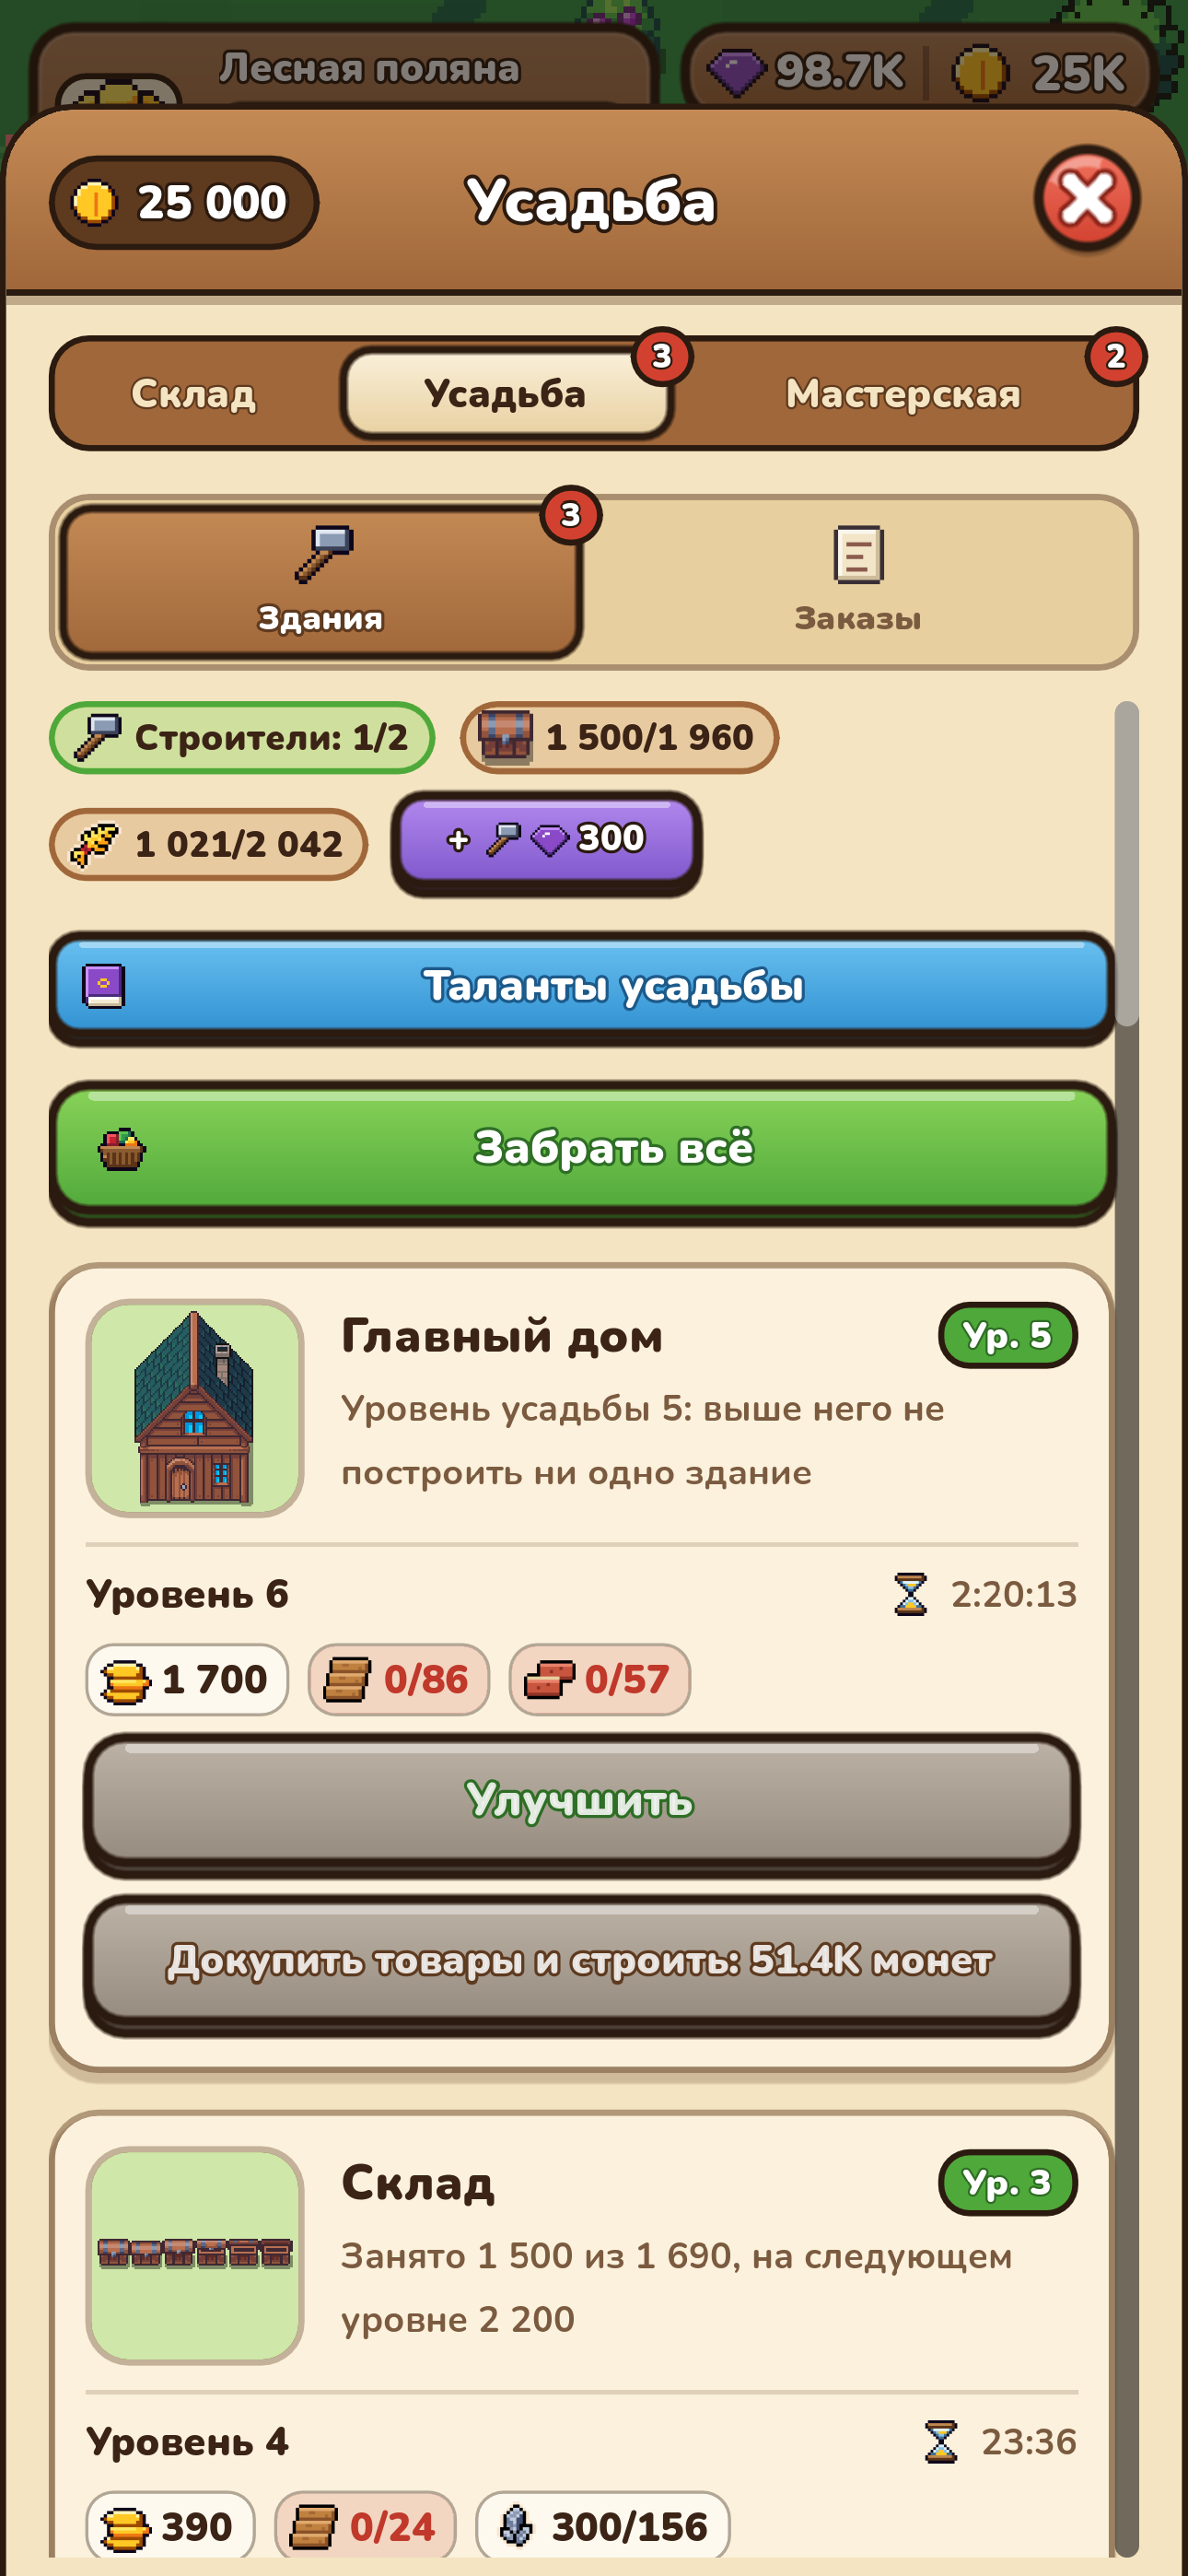 Лесная поляна
98.7K
25K
25 000
Усадьба
Склад
Усадьба
3
Мастерская
2
Здания
3
Заказы
Строители: 1/2
1 500/1 960
1 021/2 042
+ 300
Таланты усадьбы
Забрать всё
Главный дом
Ур. 5
Уровень усадьбы 5: выше него не
построить ни одно здание
Уровень 6
2:20:13
1 700
0/86
0/57
Улучшить
Докупить товары и строить: 51.4K монет
Склад
Ур. 3
Занято 1 500 из 1 690, на следующем
уровне 2 200
Уровень 4
23:36
390
0/24
300/156